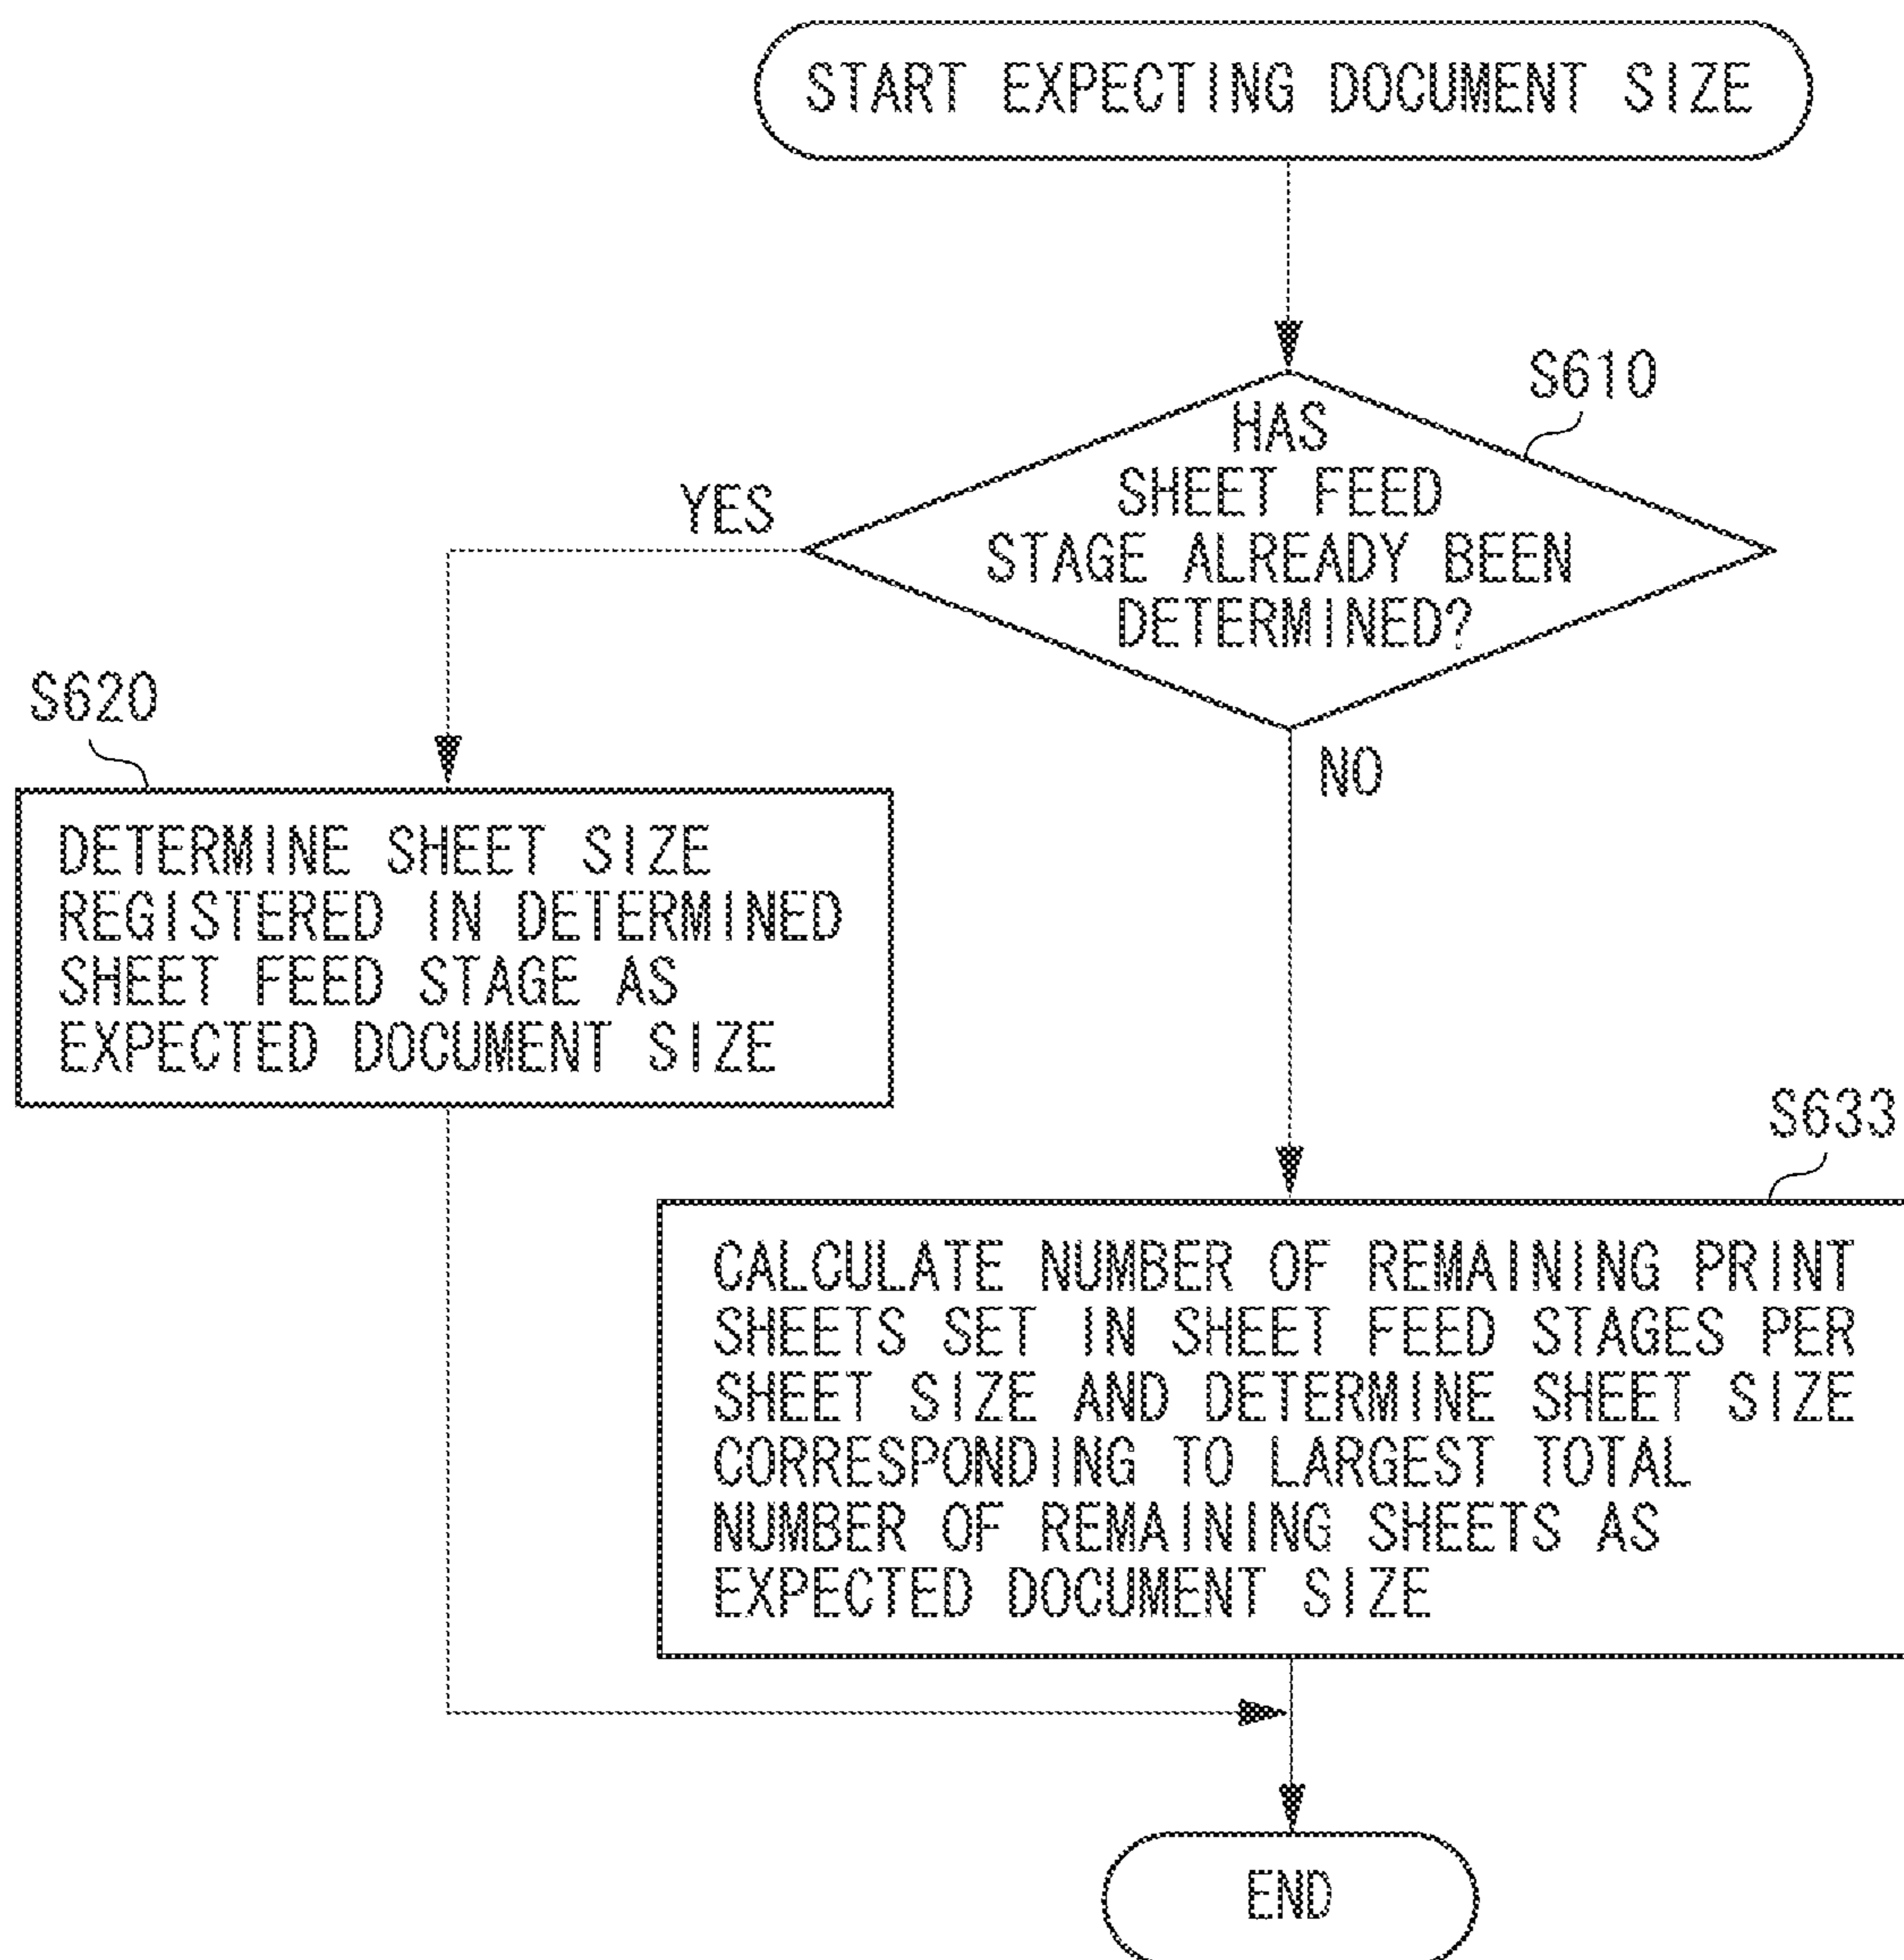 START EXPECTING DOCUMENT SIZE
S610
HAS
SHEET FEED
STAGE ALREADY BEEN
DETERMINED?
YES
NO
S620
DETERMINE SHEET SIZE
REGISTERED IN DETERMINED
SHEET FEED STAGE AS
EXPECTED DOCUMENT SIZE
S633
CALCULATE NUMBER OF REMAINING PRINT
SHEETS SET IN SHEET FEED STAGES PER
SHEET SIZE AND DETERMINE SHEET SIZE
CORRESPONDING TO LARGEST TOTAL
NUMBER OF REMAINING SHEETS AS
EXPECTED DOCUMENT SIZE
END